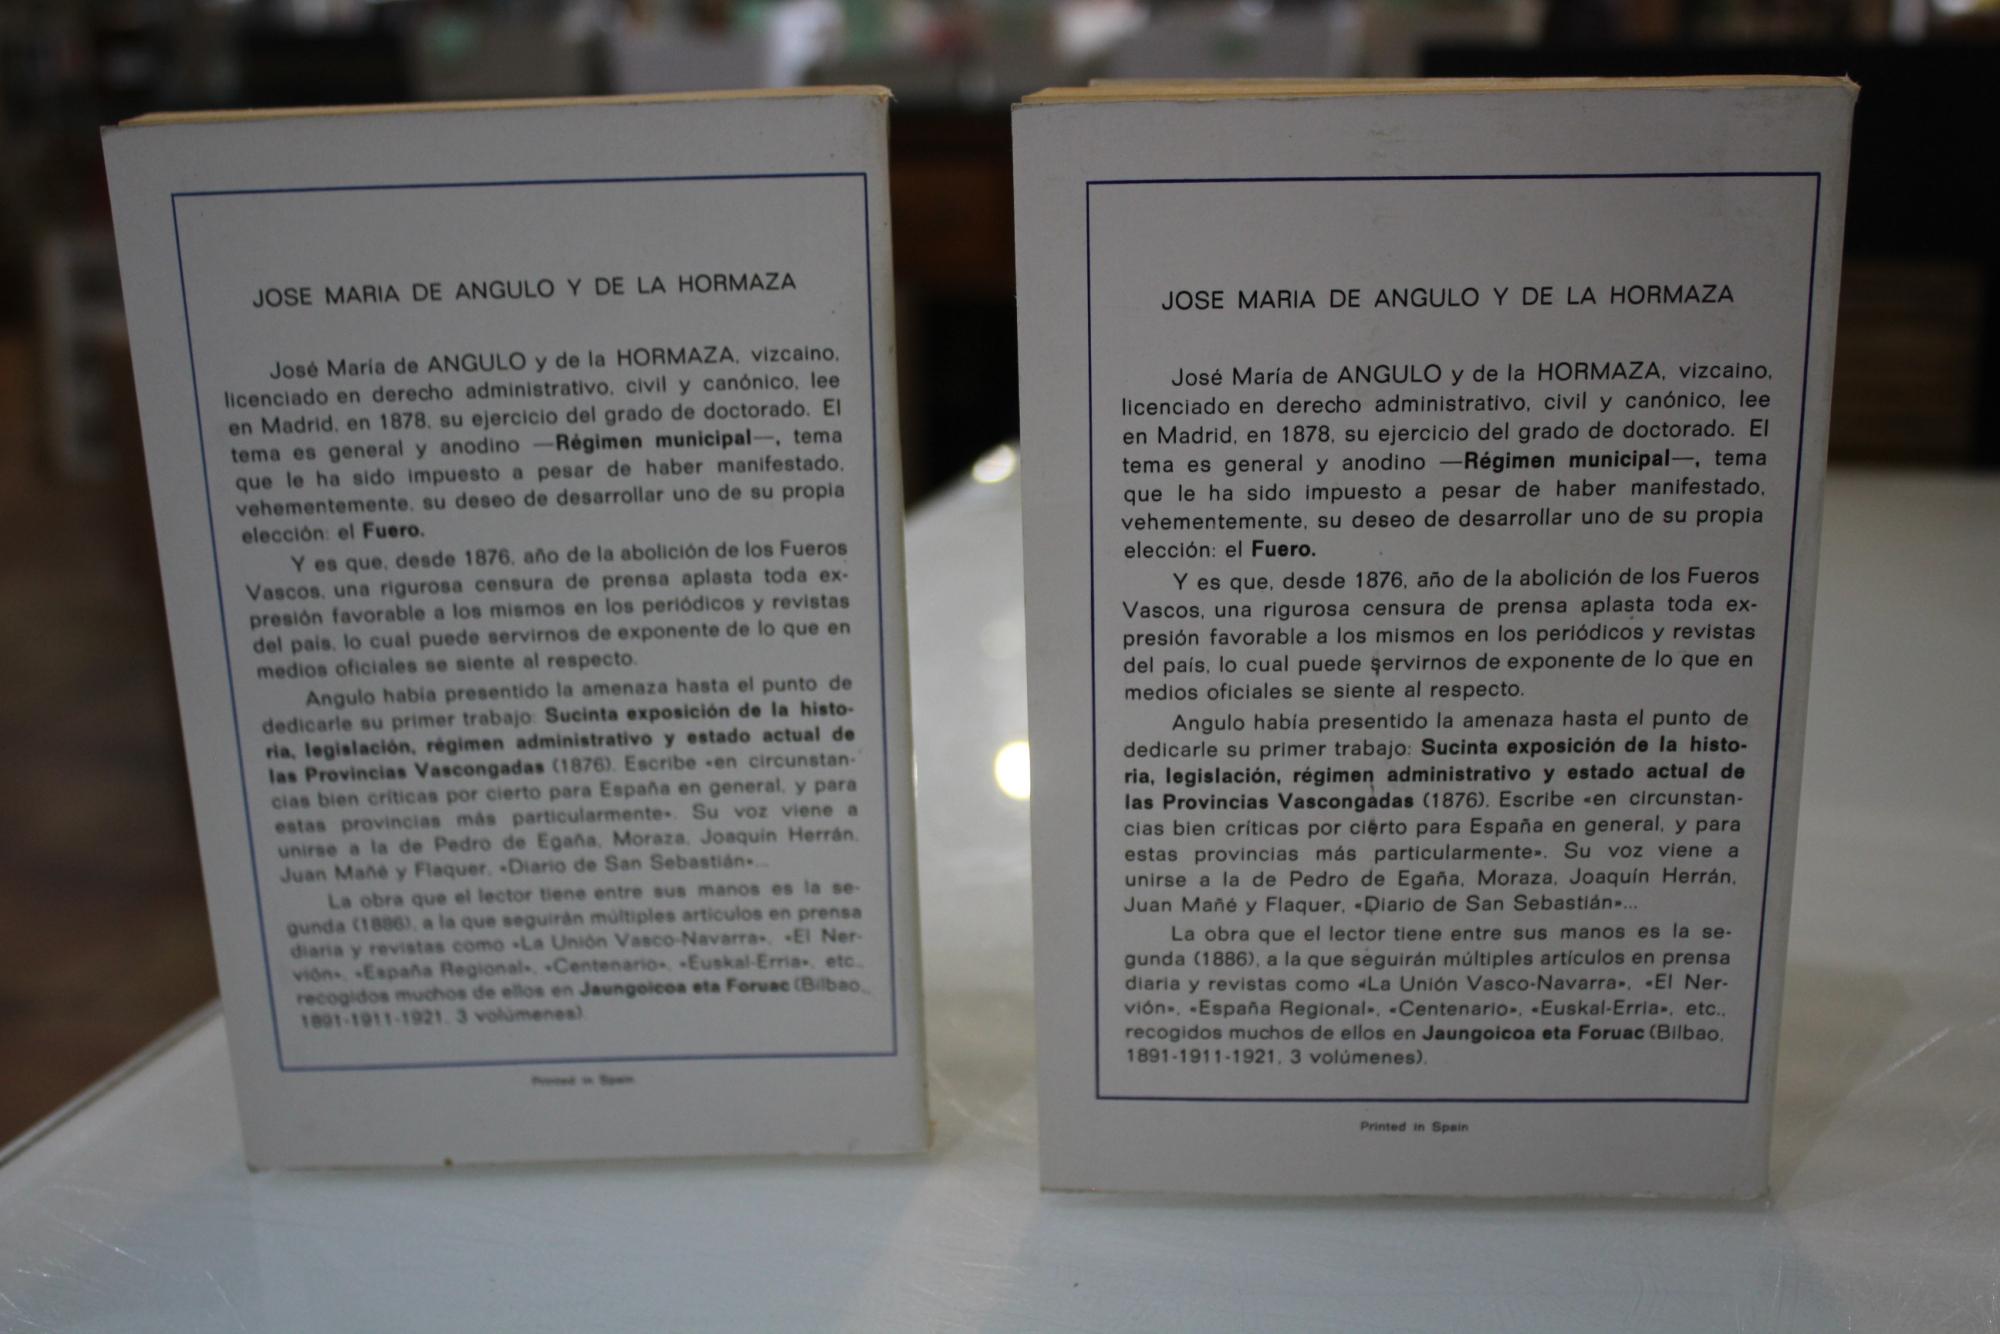 JOSE MARIA DE ANGULO Y DE LA HORMAZA
José María de ANGULO y de la HORMAZA, vizcaino,
licenciado en derecho administrativo, civil y canónico, lee
en Madrid, en 1878, su ejercicio del grado de doctorado. El
tema es general y anodino —Régimen municipal—, tema
que le ha sido impuesto a pesar de haber manifestado,
vehementemente, su deseo de desarrollar uno de su propia
elección: el Fuero.
Y es que, desde 1876, año de la abolición de los Fueros
Vascos, una rigurosa censura de prensa aplasta toda ex-
presión favorable a los mismos en los periódicos y revistas
del país, lo cual puede servirnos de exponente de lo que en
medios oficiales se siente al respecto.
Angulo había presentido la amenaza hasta el punto de
dedicarle su primer trabajo: Sucinta exposición de la histo-
ria, legislación, régimen administrativo y estado actual de
las Provincias Vascongadas (1876). Escribe «en circunstan-
cias bien críticas por cierto para España en general, y para
estas provincias más particularmente». Su voz viene a
unirse a la de Pedro de Egaña, Moraza, Joaquín Herrán,
Juan Mañé y Flaquer, «Diario de San Sebastián»...
La obra que el lector tiene entre sus manos es la se-
gunda (1886), a la que seguirán múltiples artículos en prensa
diaria y revistas como «La Unión Vasco-Navarra», «El Ner-
vión», «España Regional», «Centenario», «Euskal-Erria», etc.,
recogidos muchos de ellos en Jaungoicoa eta Foruac (Bilbao,
1891-1911-1921, 3 volúmenes).
Printed in Spain
JOSE MARIA DE ANGULO Y DE LA HORMAZA
José María de ANGULO y de la HORMAZA, vizcaino,
licenciado en derecho administrativo, civil y canónico, lee
en Madrid, en 1878, su ejercicio del grado de doctorado. El
tema es general y anodino —Régimen municipal—, tema
que le ha sido impuesto a pesar de haber manifestado,
vehementemente, su deseo de desarrollar uno de su propia
elección: el Fuero.
Y es que, desde 1876, año de la abolición de los Fueros
Vascos, una rigurosa censura de prensa aplasta toda ex-
presión favorable a los mismos en los periódicos y revistas
del país, lo cual puede servirnos de exponente de lo que en
medios oficiales se siente al respecto.
Angulo había presentido la amenaza hasta el punto de
dedicarle su primer trabajo: Sucinta exposición de la histo-
ria, legislación, régimen administrativo y estado actual de
las Provincias Vascongadas (1876). Escribe «en circunstan-
cias bien críticas por cierto para España en general, y para
estas provincias más particularmente». Su voz viene a
unirse a la de Pedro de Egaña, Moraza, Joaquín Herrán,
Juan Mañé y Flaquer, «Diario de San Sebastián»...
La obra que el lector tiene entre sus manos es la se-
gunda (1886), a la que seguirán múltiples artículos en prensa
diaria y revistas como «La Unión Vasco-Navarra», «El Ner-
vión», «España Regional», «Centenario», «Euskal-Erria», etc.,
recogidos muchos de ellos en Jaungoicoa eta Foruac (Bilbao,
1891-1911-1921, 3 volúmenes).
Printed in Spain